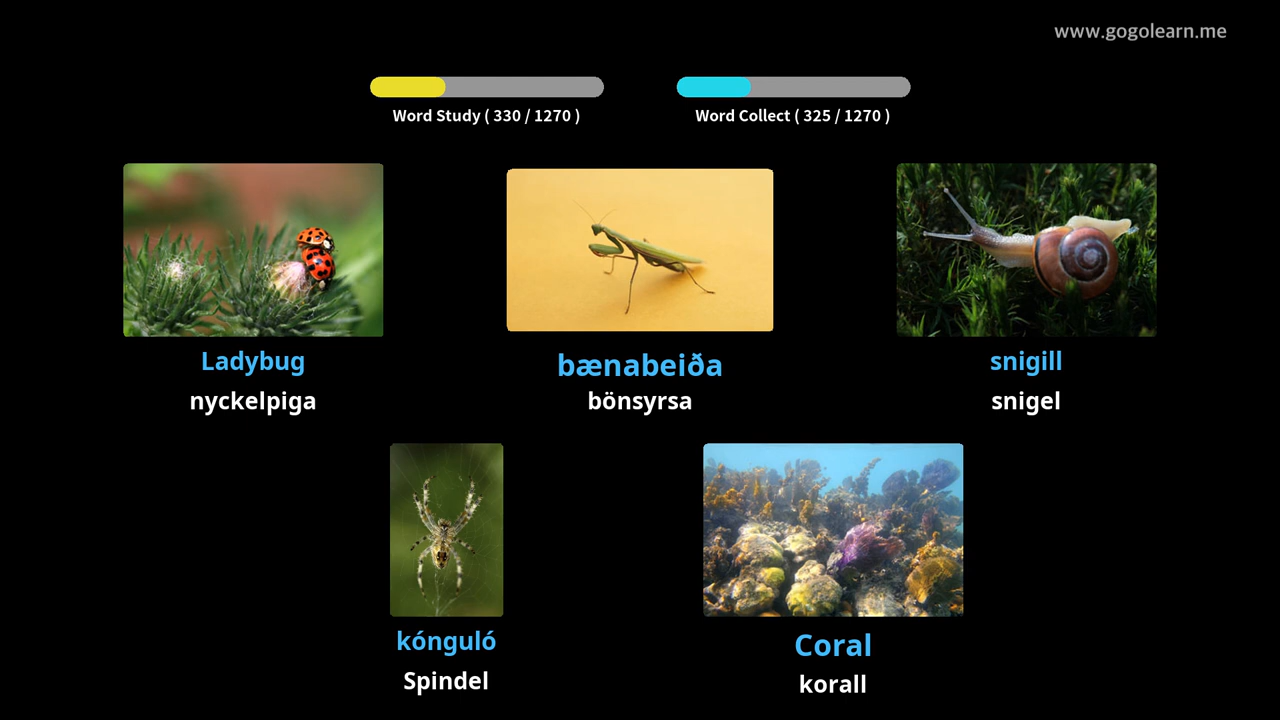 www.gogolearn.me
Word Study ( 330 / 1270 )
Word Collect ( 325 / 1270 )
Ladybug
nyckelpiga
bænabeiða
bönsyrsa
snigill
snigel
kónguló
Spindel
Coral
korall